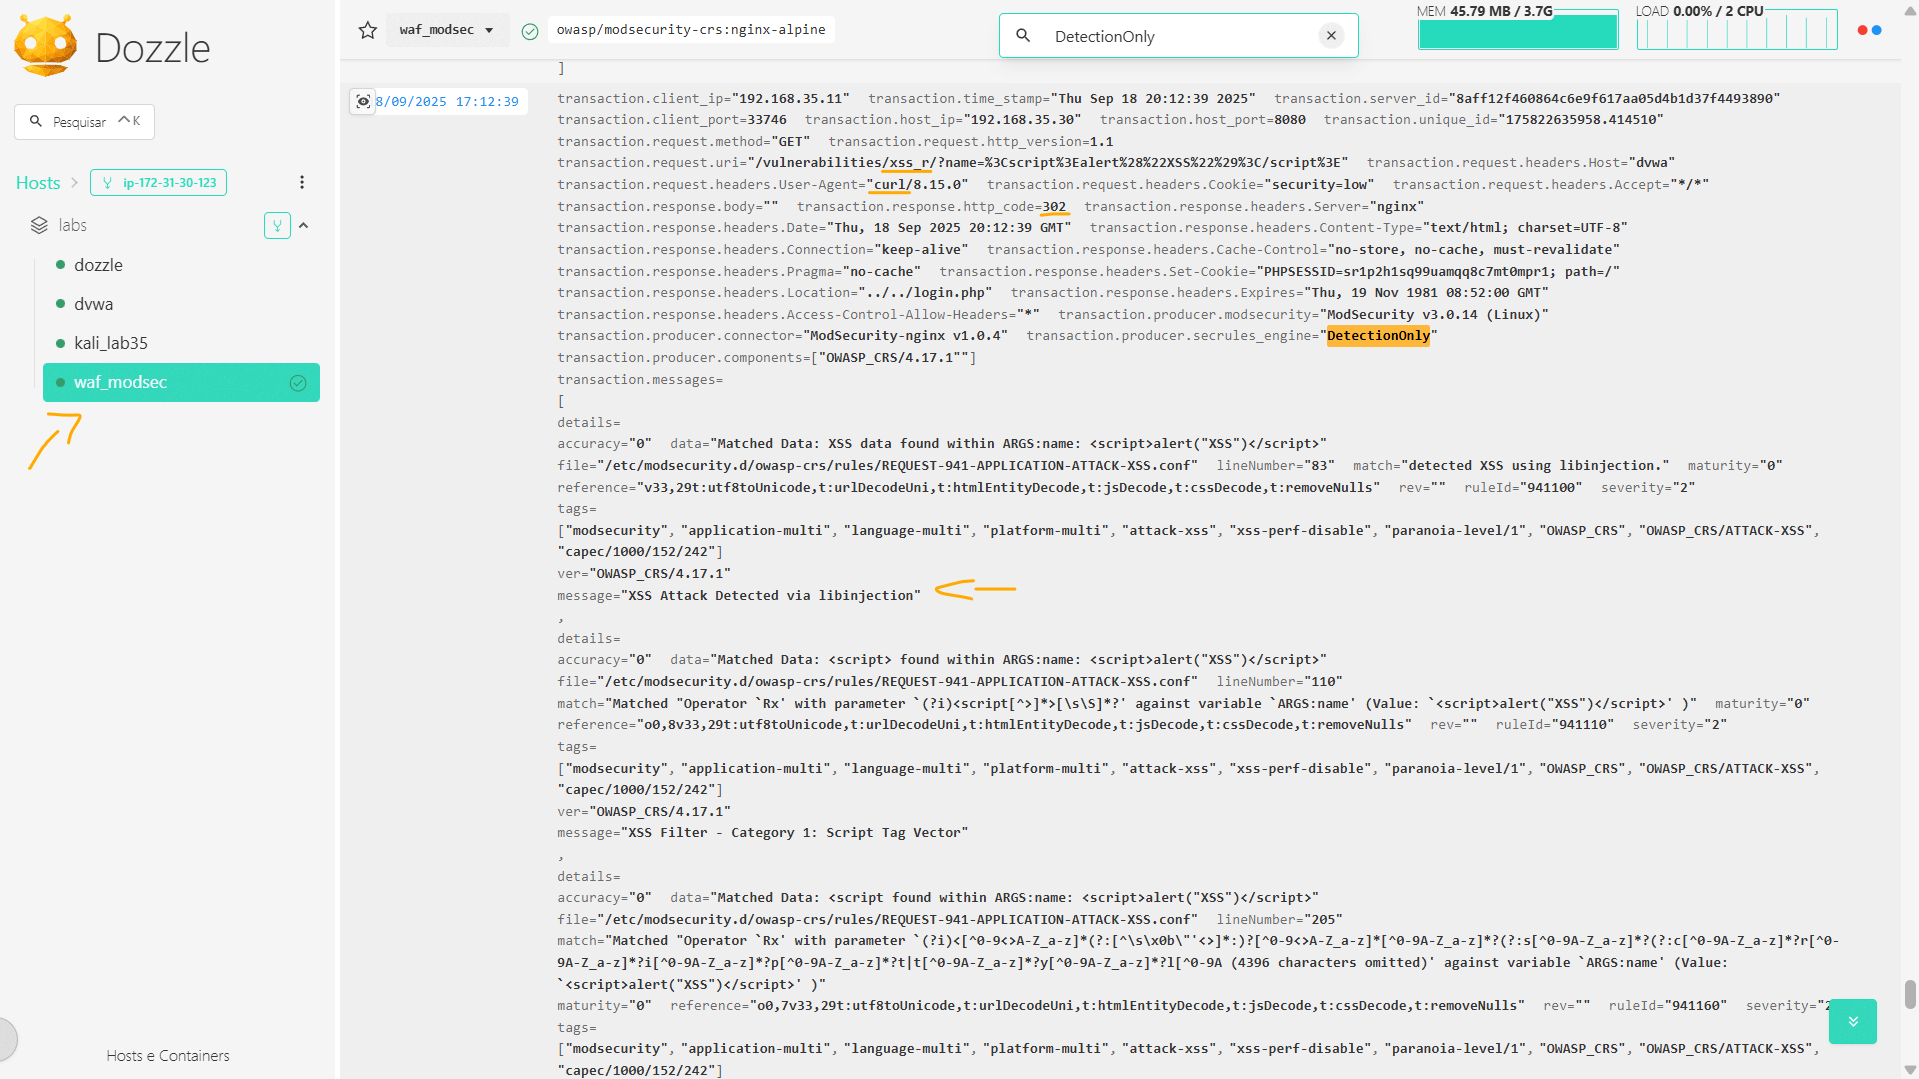 Dozzle
Pesquisar ^K
Hosts > ip-172-31-30-123
labs
dozzle
dvwa
kali_lab35
waf_modsec
Hosts e Containers
waf_modsec
owasp/modsecurity-crs:nginx-alpine
DetectionOnly
MEM 45.79 MB / 3.7G
LOAD 0.00% / 2 CPU
]
8/09/2025 17:12:39
transaction.client_ip="192.168.35.11" transaction.time_stamp="Thu Sep 18 20:12:39 2025" transaction.server_id="8aff12f460864c6e9f617aa05d4b1d37f4493890"
transaction.client_port=33746 transaction.host_ip="192.168.35.30" transaction.host_port=8080 transaction.unique_id="175822635958.414510"
transaction.request.method="GET" transaction.request.http_version=1.1
transaction.request.uri="/vulnerabilities/xss_r/?name=%3Cscript%3Ealert%28%22XSS%22%29%3C/script%3E" transaction.request.headers.Host="dvwa"
transaction.request.headers.User-Agent="curl/8.15.0" transaction.request.headers.Cookie="security=low" transaction.request.headers.Accept="*/*"
transaction.response.body="" transaction.response.http_code=302 transaction.response.headers.Server="nginx"
transaction.response.headers.Date="Thu, 18 Sep 2025 20:12:39 GMT" transaction.response.headers.Content-Type="text/html; charset=UTF-8"
transaction.response.headers.Connection="keep-alive" transaction.response.headers.Cache-Control="no-store, no-cache, must-revalidate"
transaction.response.headers.Pragma="no-cache" transaction.response.headers.Set-Cookie="PHPSESSID=sr1p2h1sq99uamqq8c7mt0mpr1; path=/"
transaction.response.headers.Location="../../login.php" transaction.response.headers.Expires="Thu, 19 Nov 1981 08:52:00 GMT"
transaction.response.headers.Access-Control-Allow-Headers="*" transaction.producer.modsecurity="ModSecurity v3.0.14 (Linux)"
transaction.producer.connector="ModSecurity-nginx v1.0.4" transaction.producer.secrules_engine="DetectionOnly"
transaction.producer.components=["OWASP_CRS/4.17.1""]
transaction.messages=
[
details=
accuracy="0" data="Matched Data: XSS data found within ARGS:name: <script>alert("XSS")</script>"
file="/etc/modsecurity.d/owasp-crs/rules/REQUEST-941-APPLICATION-ATTACK-XSS.conf" lineNumber="83" match="detected XSS using libinjection." maturity="0"
reference="v33,29t:utf8toUnicode,t:urlDecodeUni,t:htmlEntityDecode,t:jsDecode,t:cssDecode,t:removeNulls" rev="" ruleId="941100" severity="2"
tags=
["modsecurity", "application-multi", "language-multi", "platform-multi", "attack-xss", "xss-perf-disable", "paranoia-level/1", "OWASP_CRS", "OWASP_CRS/ATTACK-XSS",
"capec/1000/152/242"]
ver="OWASP_CRS/4.17.1"
message="XSS Attack Detected via libinjection"
,
details=
accuracy="0" data="Matched Data: <script> found within ARGS:name: <script>alert("XSS")</script>"
file="/etc/modsecurity.d/owasp-crs/rules/REQUEST-941-APPLICATION-ATTACK-XSS.conf" lineNumber="110"
match="Matched "Operator `Rx' with parameter `(?i)<script[^>]*>[\s\S]*?' against variable `ARGS:name' (Value: `<script>alert("XSS")</script>' )" maturity="0"
reference="o0,8v33,29t:utf8toUnicode,t:urlDecodeUni,t:htmlEntityDecode,t:jsDecode,t:cssDecode,t:removeNulls" rev="" ruleId="941110" severity="2"
tags=
["modsecurity", "application-multi", "language-multi", "platform-multi", "attack-xss", "xss-perf-disable", "paranoia-level/1", "OWASP_CRS", "OWASP_CRS/ATTACK-XSS",
"capec/1000/152/242"]
ver="OWASP_CRS/4.17.1"
message="XSS Filter - Category 1: Script Tag Vector"
,
details=
accuracy="0" data="Matched Data: <script found within ARGS:name: <script>alert("XSS")</script>"
file="/etc/modsecurity.d/owasp-crs/rules/REQUEST-941-APPLICATION-ATTACK-XSS.conf" lineNumber="205"
match="Matched "Operator `Rx' with parameter `(?i)<[^0-9<>A-Z_a-z]*(?:[^\s\x0b\"'<>]*:)?[^0-9<>A-Z_a-z]*[^0-9A-Z_a-z]*?(?:s[^0-9A-Z_a-z]*?(?:c[^0-9A-Z_a-z]*?r[^0-
9A-Z_a-z]*?i[^0-9A-Z_a-z]*?p[^0-9A-Z_a-z]*?t|t[^0-9A-Z_a-z]*?y[^0-9A-Z_a-z]*?l[^0-9A (4396 characters omitted)' against variable `ARGS:name' (Value:
`<script>alert("XSS")</script>' )"
maturity="0" reference="o0,7v33,29t:utf8toUnicode,t:urlDecodeUni,t:htmlEntityDecode,t:jsDecode,t:cssDecode,t:removeNulls" rev="" ruleId="941160" severity="2
tags=
["modsecurity", "application-multi", "language-multi", "platform-multi", "attack-xss", "xss-perf-disable", "paranoia-level/1", "OWASP_CRS", "OWASP_CRS/ATTACK-XSS",
"capec/1000/152/242"]